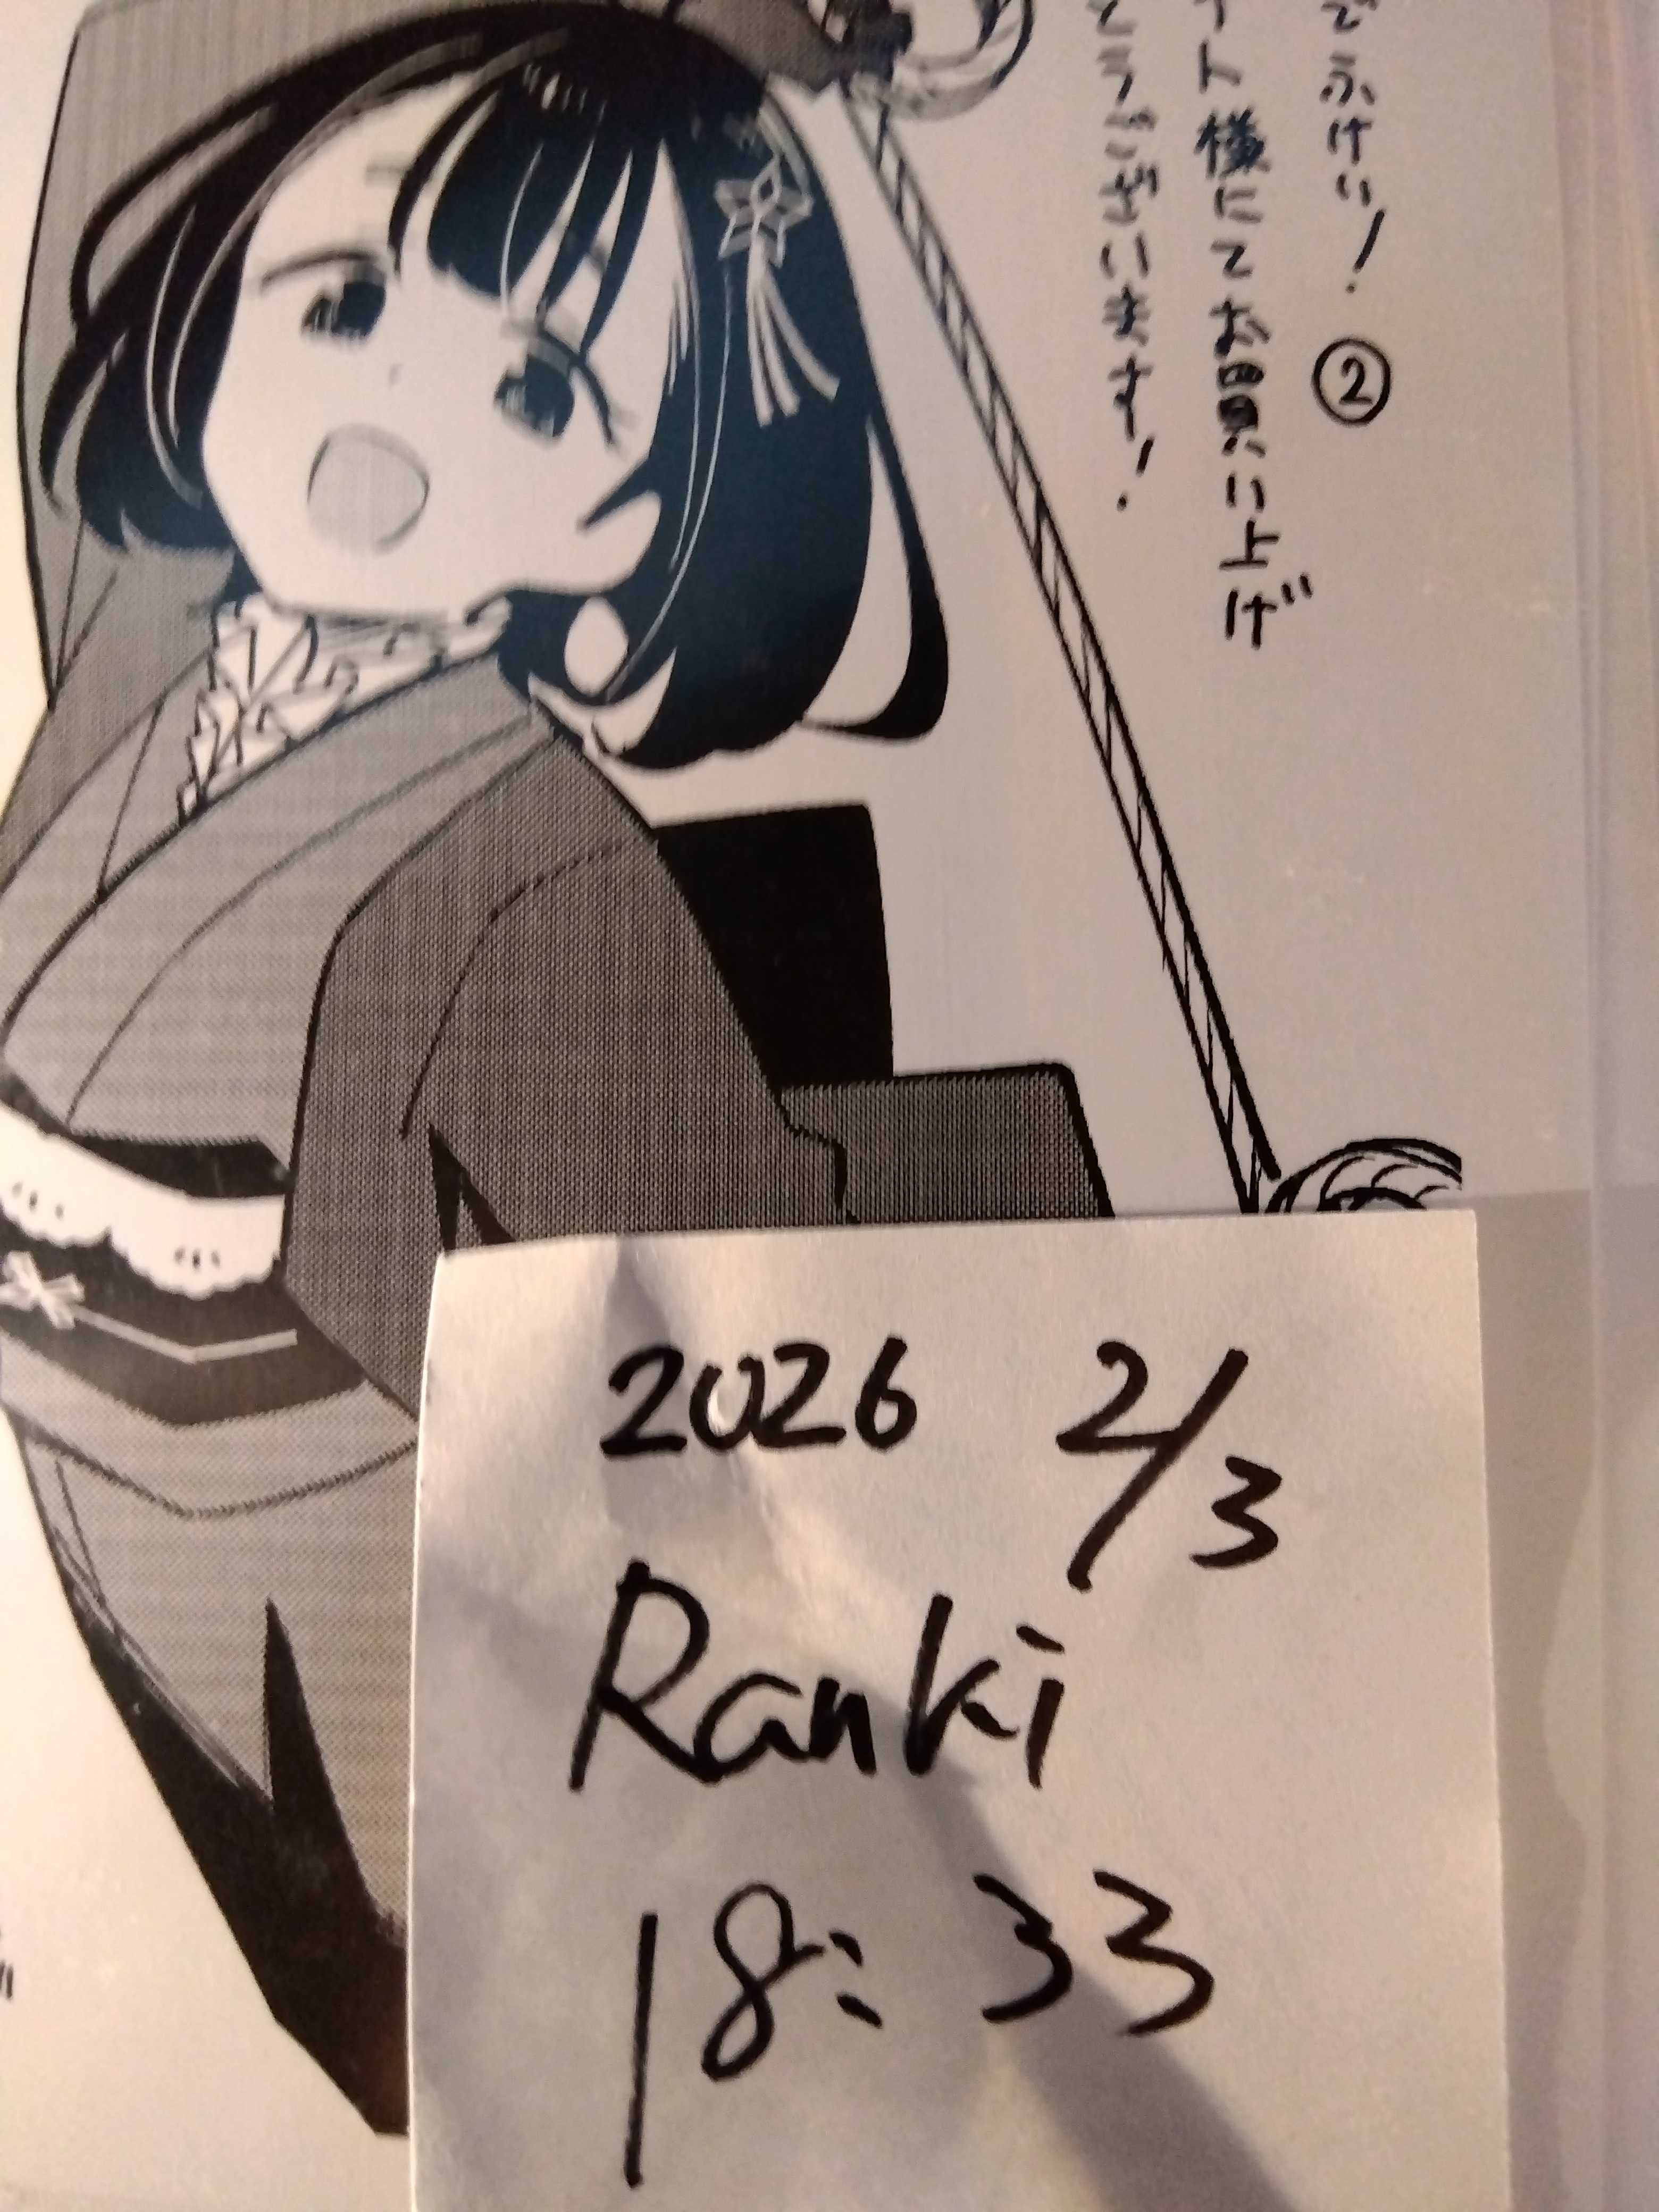 でふけい！②
ト様にてお買い上げ
とうございます！
2026 2/3
Ranki
18:33